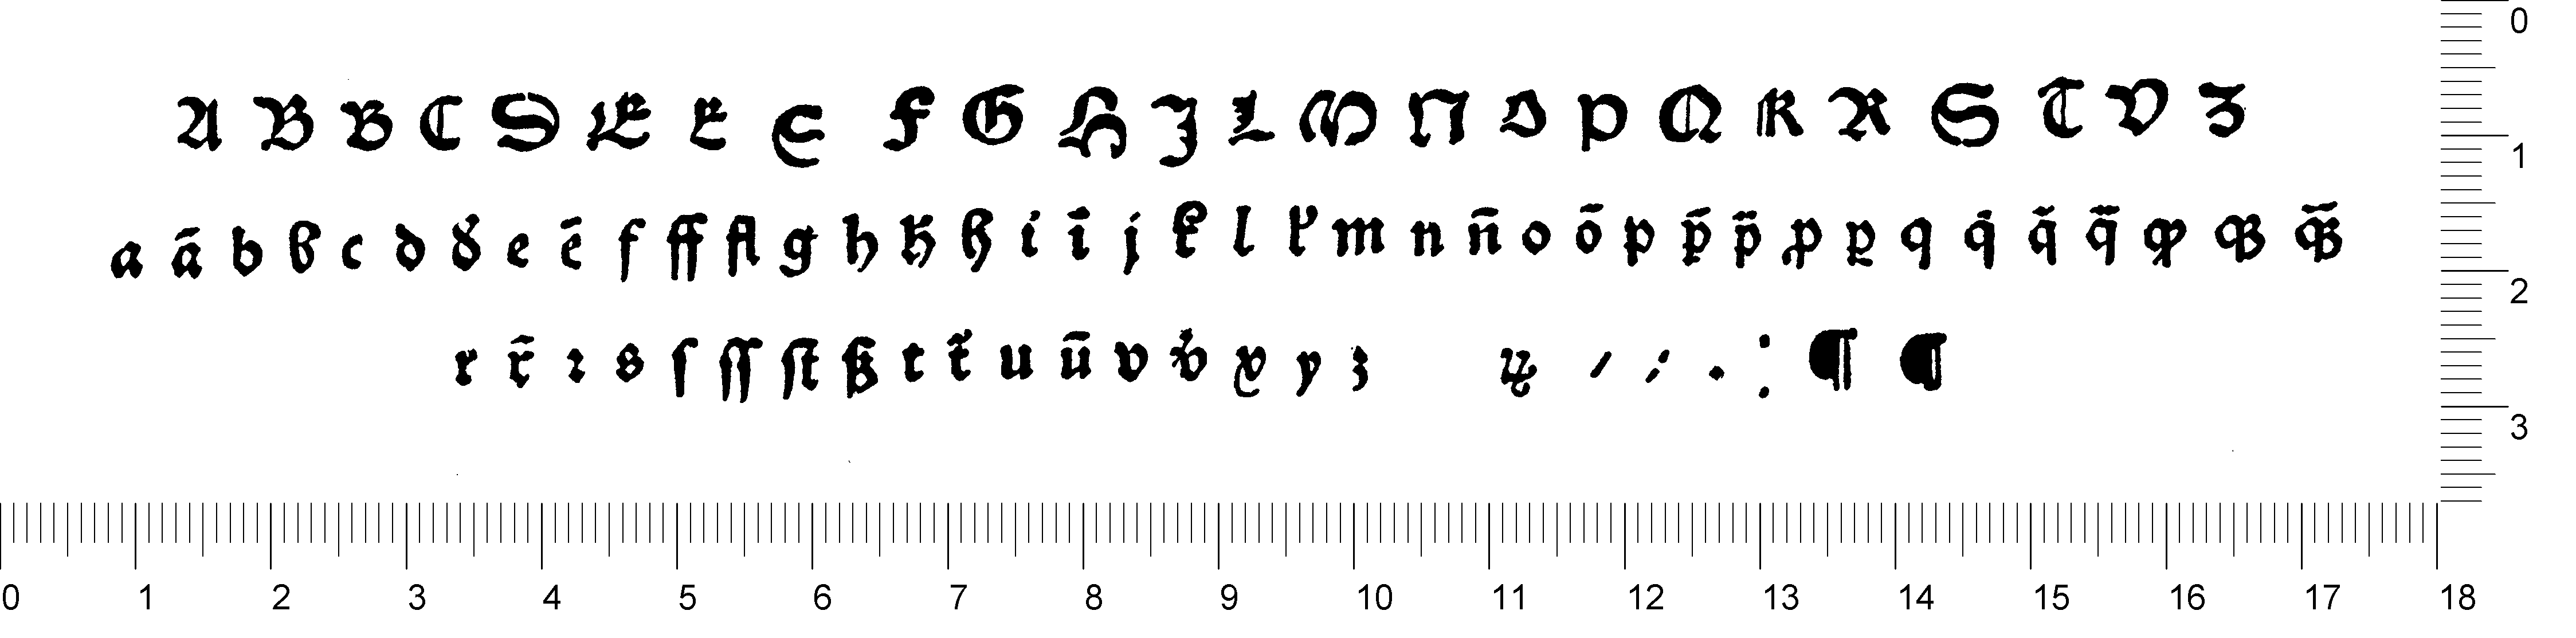 A B B C D E E E F G H J L M N O P Q R R S T V Z
a ā b b c d d̄ e ē f ff fl g h h h i ī j k l l m n n̄ o ō p p̄ p̈ ꝓ p q q q̃ q̄ ꝙ
r r̃ ꝛ s ſ ſſ ſt ß t t̃ u ū v v x y z / : . : ¶ ¶
0
1
2
3
0 1 2 3 4 5 6 7 8 9 10 11 12 13 14 15 16 17 18